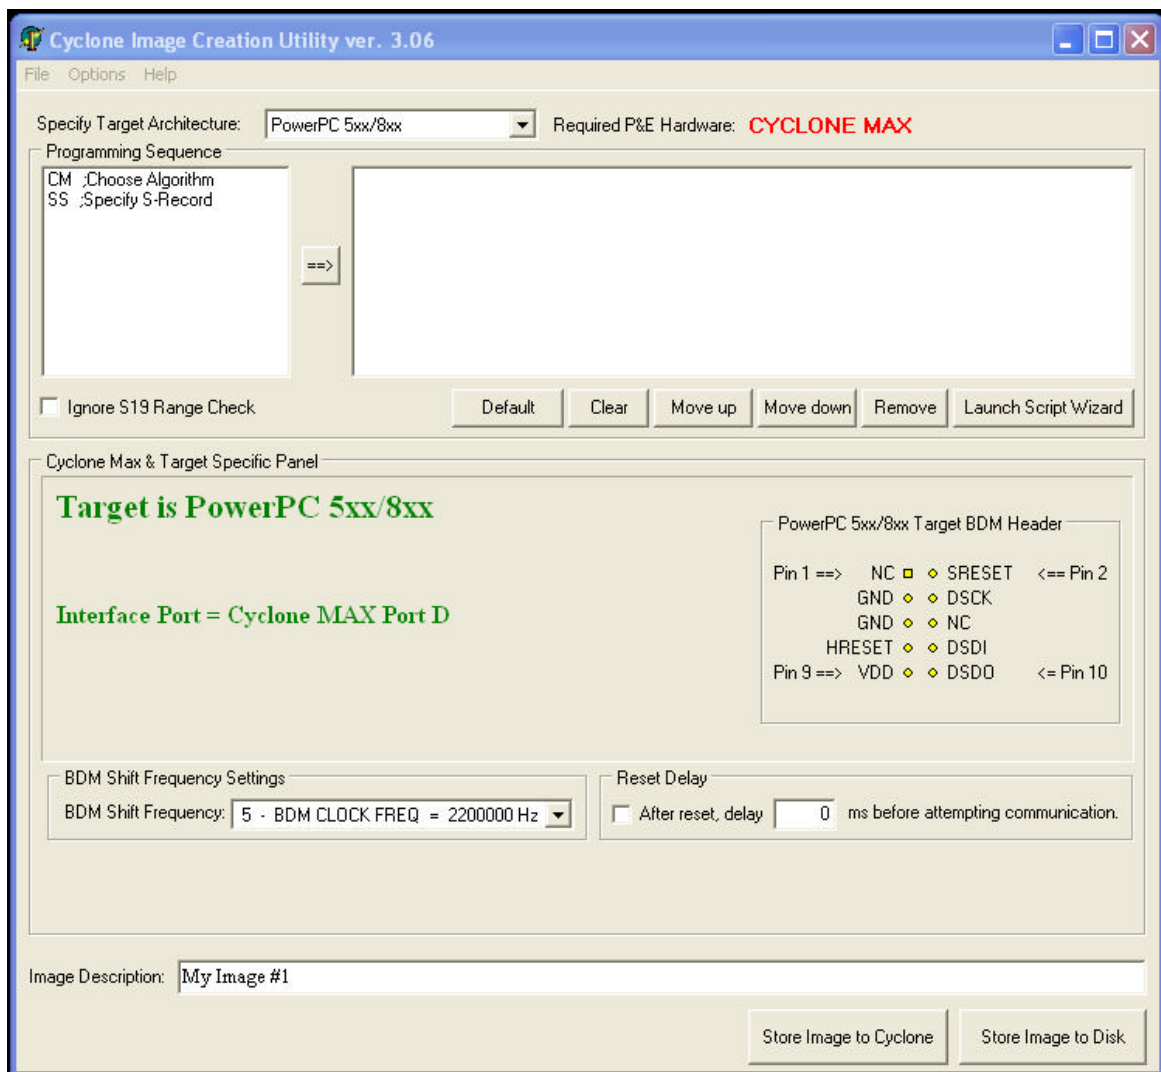 Cyclone Image Creation Utility ver. 3.06
File Options Help
Specify Target Architecture: PowerPC 5xx/8xx Required P&E Hardware: CYCLONE MAX
Programming Sequence
CM ;Choose Algorithm
SS ;Specify S-Record
==>
Ignore S19 Range Check Default Clear Move up Move down Remove Launch Script Wizard
Cyclone Max & Target Specific Panel
Target is PowerPC 5xx/8xx
Interface Port = Cyclone MAX Port D
PowerPC 5xx/8xx Target BDM Header
Pin 1 ==> NC SRESET <== Pin 2
GND DSCK
GND NC
HRESET DSDI
Pin 9 ==> VDD DSDO <= Pin 10
BDM Shift Frequency Settings
BDM Shift Frequency: 5 - BDM CLOCK FREQ = 2200000 Hz
Reset Delay
After reset, delay 0 ms before attempting communication.
Image Description: My Image #1
Store Image to Cyclone Store Image to Disk